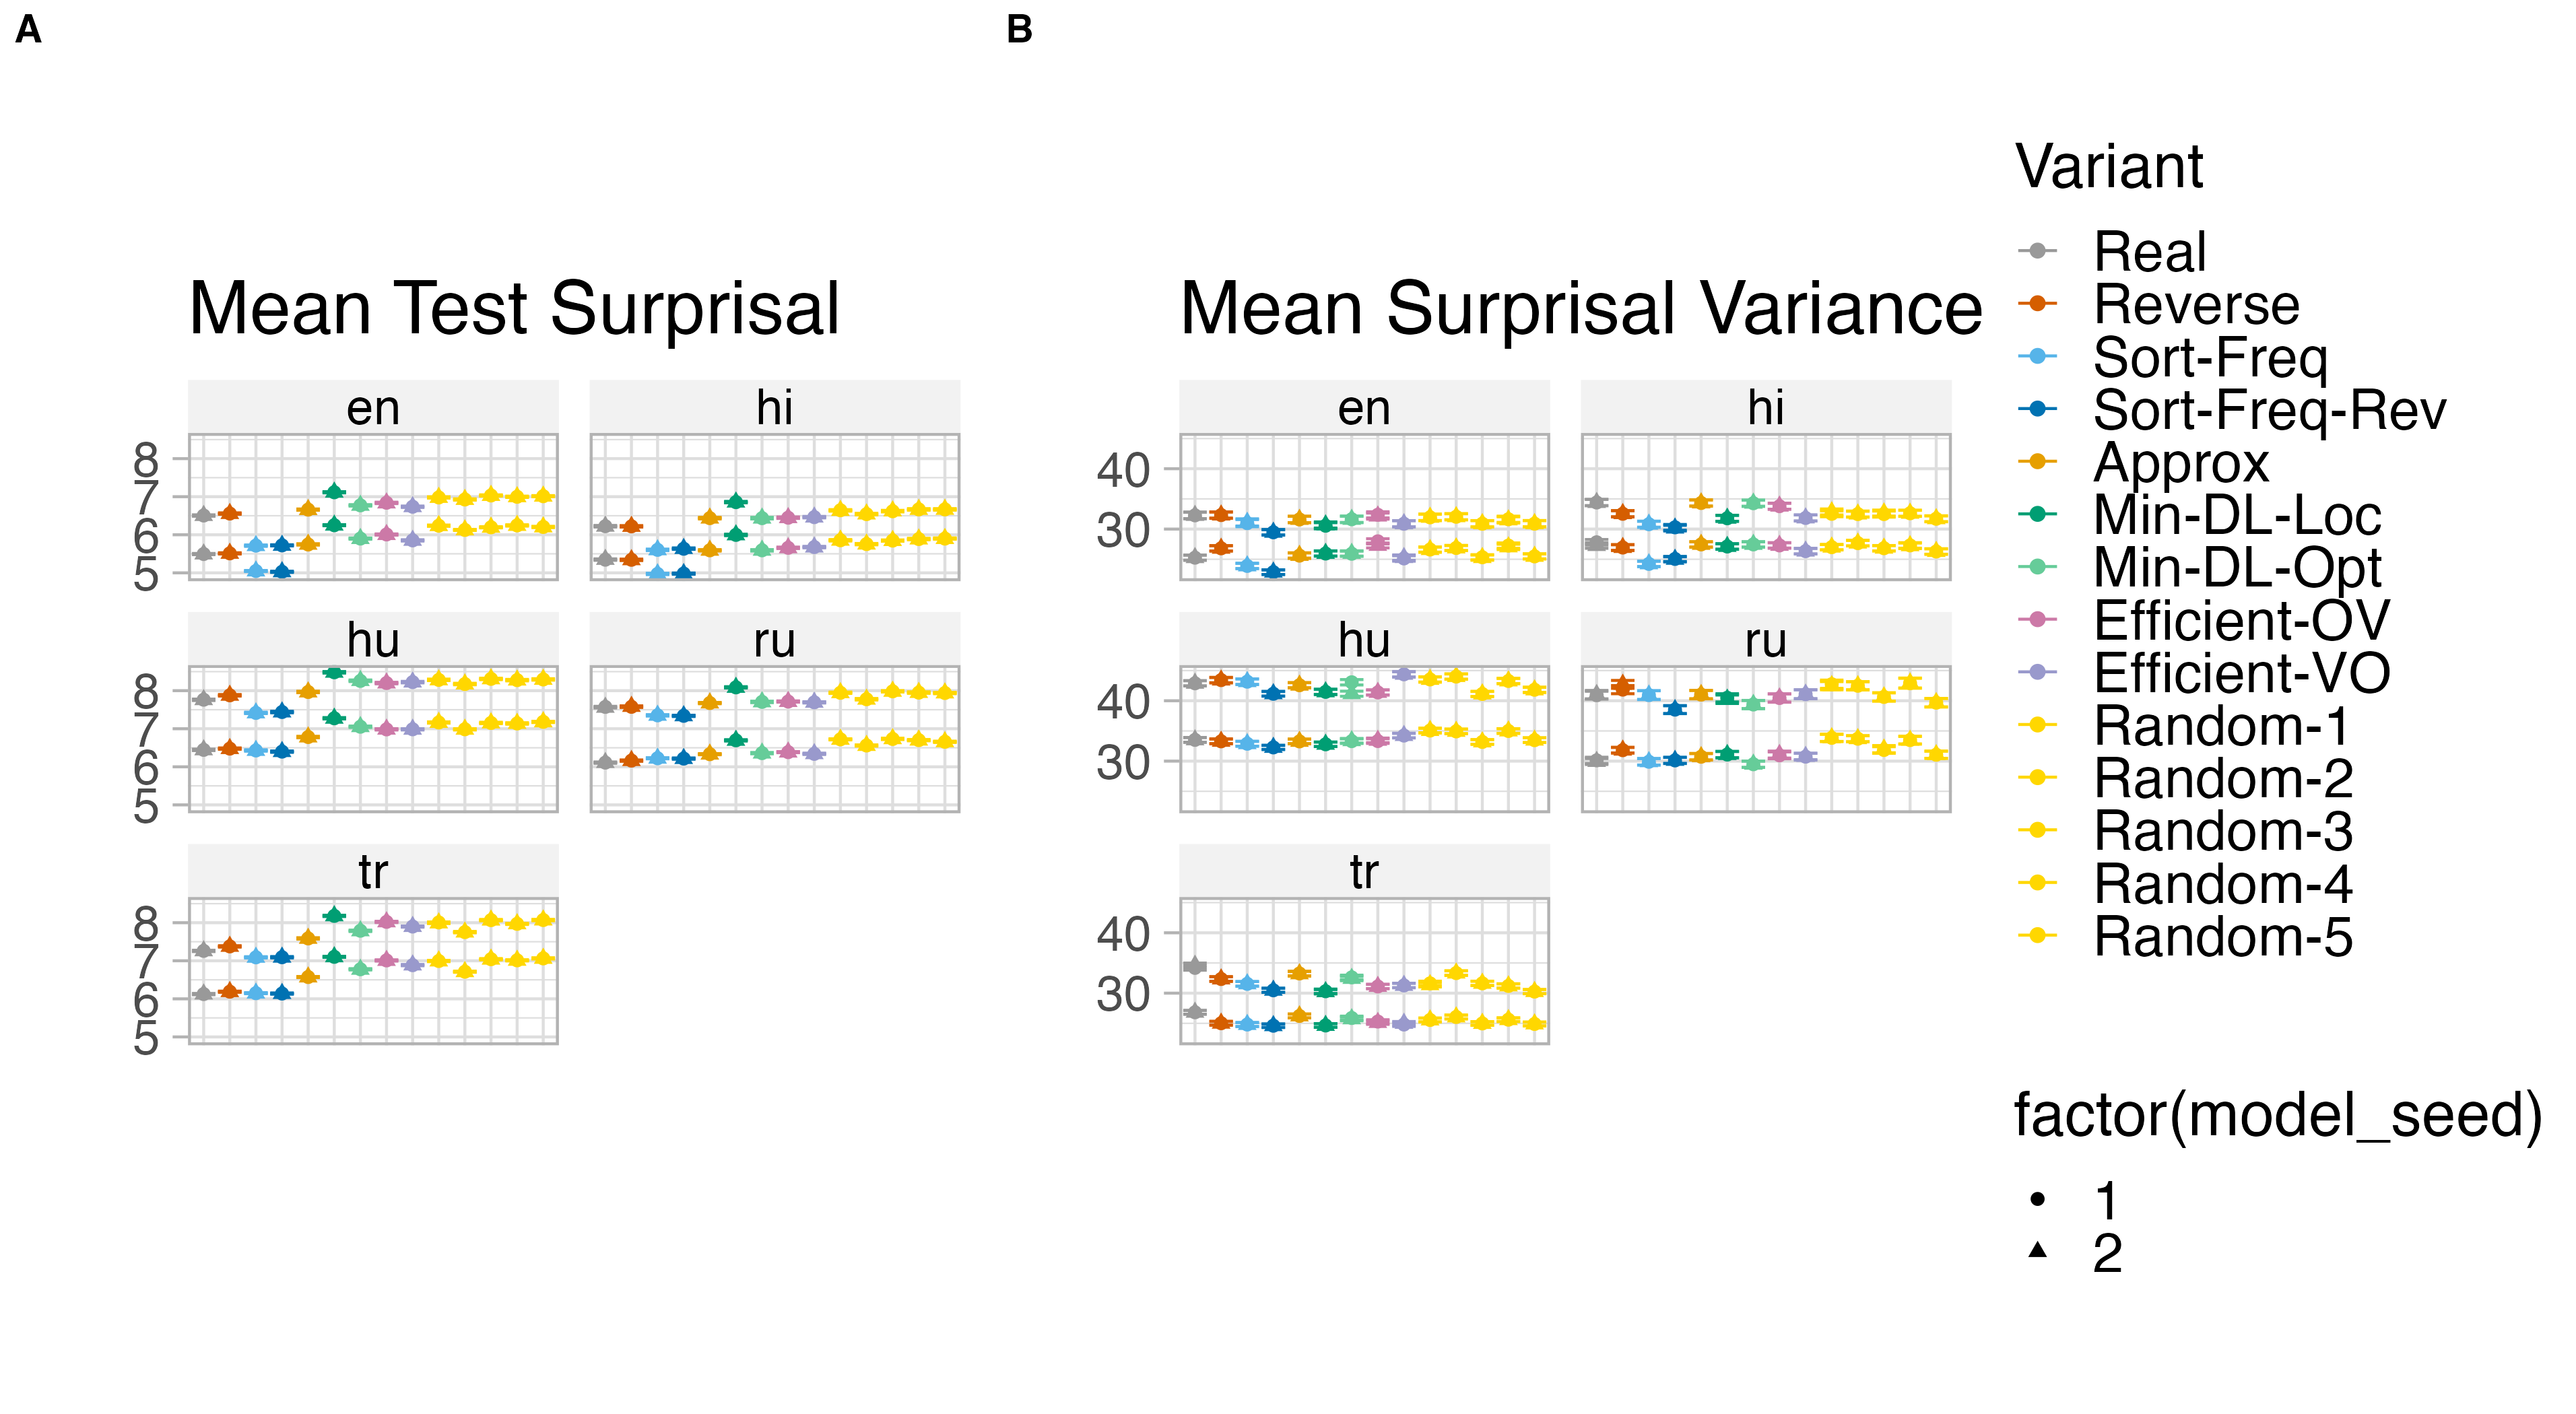 A
B
Mean Test Surprisal
en
hi
8
7
6
5
hu
ru
8
7
6
5
tr
8
7
6
5
Mean Surprisal Variance
en
hi
40
30
hu
ru
40
30
tr
40
30
Variant
Real
Reverse
Sort-Freq
Sort-Freq-Rev
Approx
Min-DL-Loc
Min-DL-Opt
Efficient-OV
Efficient-VO
Random-1
Random-2
Random-3
Random-4
Random-5
factor(model_seed)
1
2